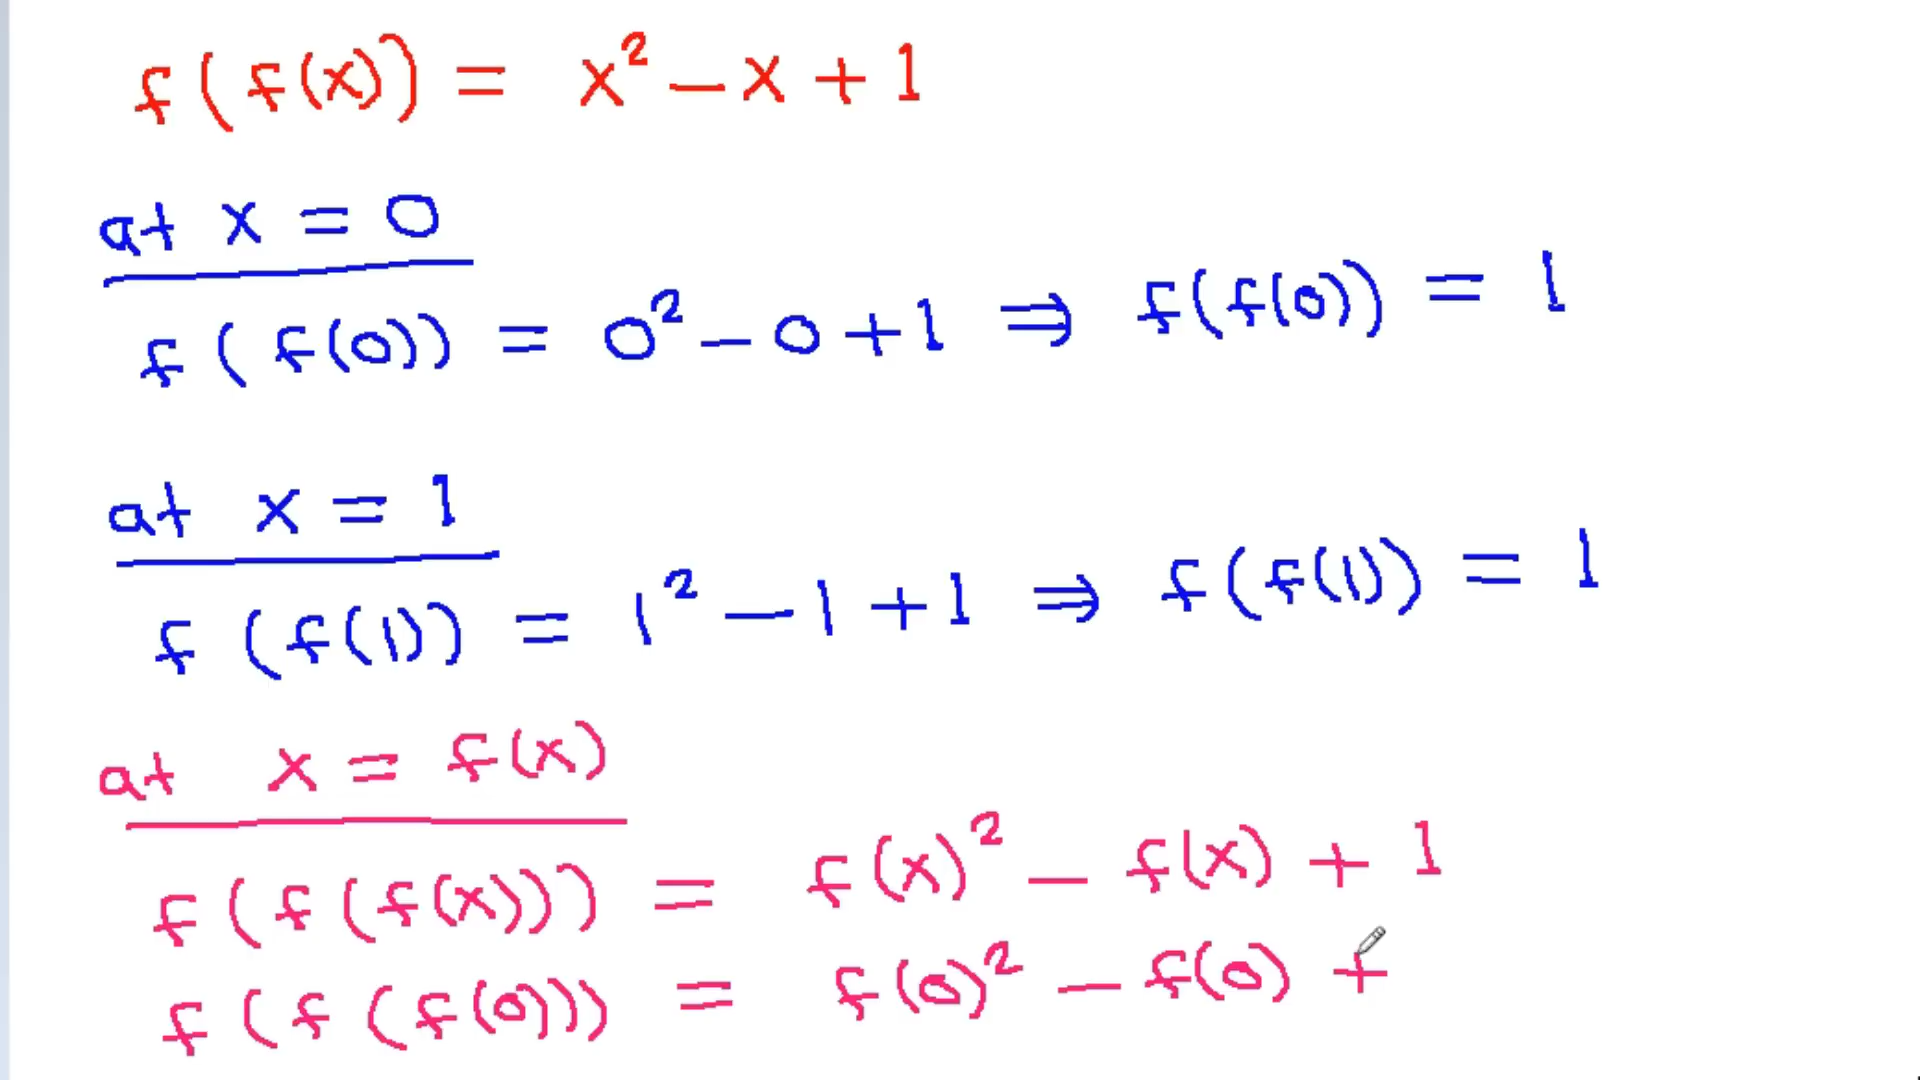 f(f(x)) = x² - x + 1
at x = 0
f(f(0)) = 0² - 0 + 1 ⇒ f(f(0)) = 1
at x = 1
f(f(1)) = 1² - 1 + 1 ⇒ f(f(1)) = 1
at x = f(x)
f(f(f(x))) = f(x)² - f(x) + 1
f(f(f(0))) = f(0)² - f(0) +